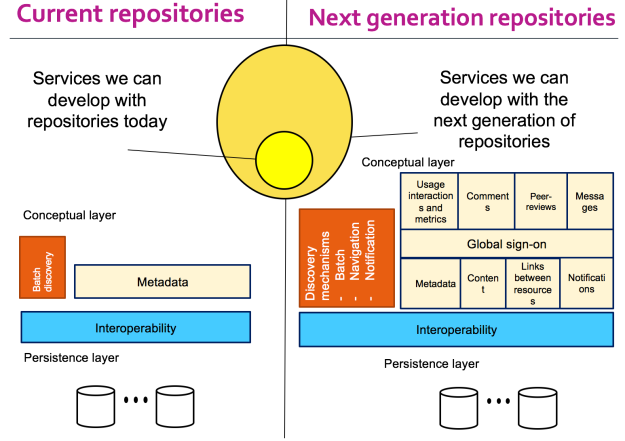 Current repositories
Services we can
develop with
repositories today
Conceptual layer
Batch
discovery
Metadata
Interoperability
Persistence layer
Next generation repositories
Services we can
develop with the
next generation of
repositories
Conceptual layer
Discovery
mechanisms
- Batch
- Navigation
- Notification
Usage
interaction
s and
metrics
Comment
s
Peer-
reviews
Messa
ges
Global sign-on
Metadata
Conten
t
Links
between
resource
s
Notificati
ons
Interoperability
Persistence layer